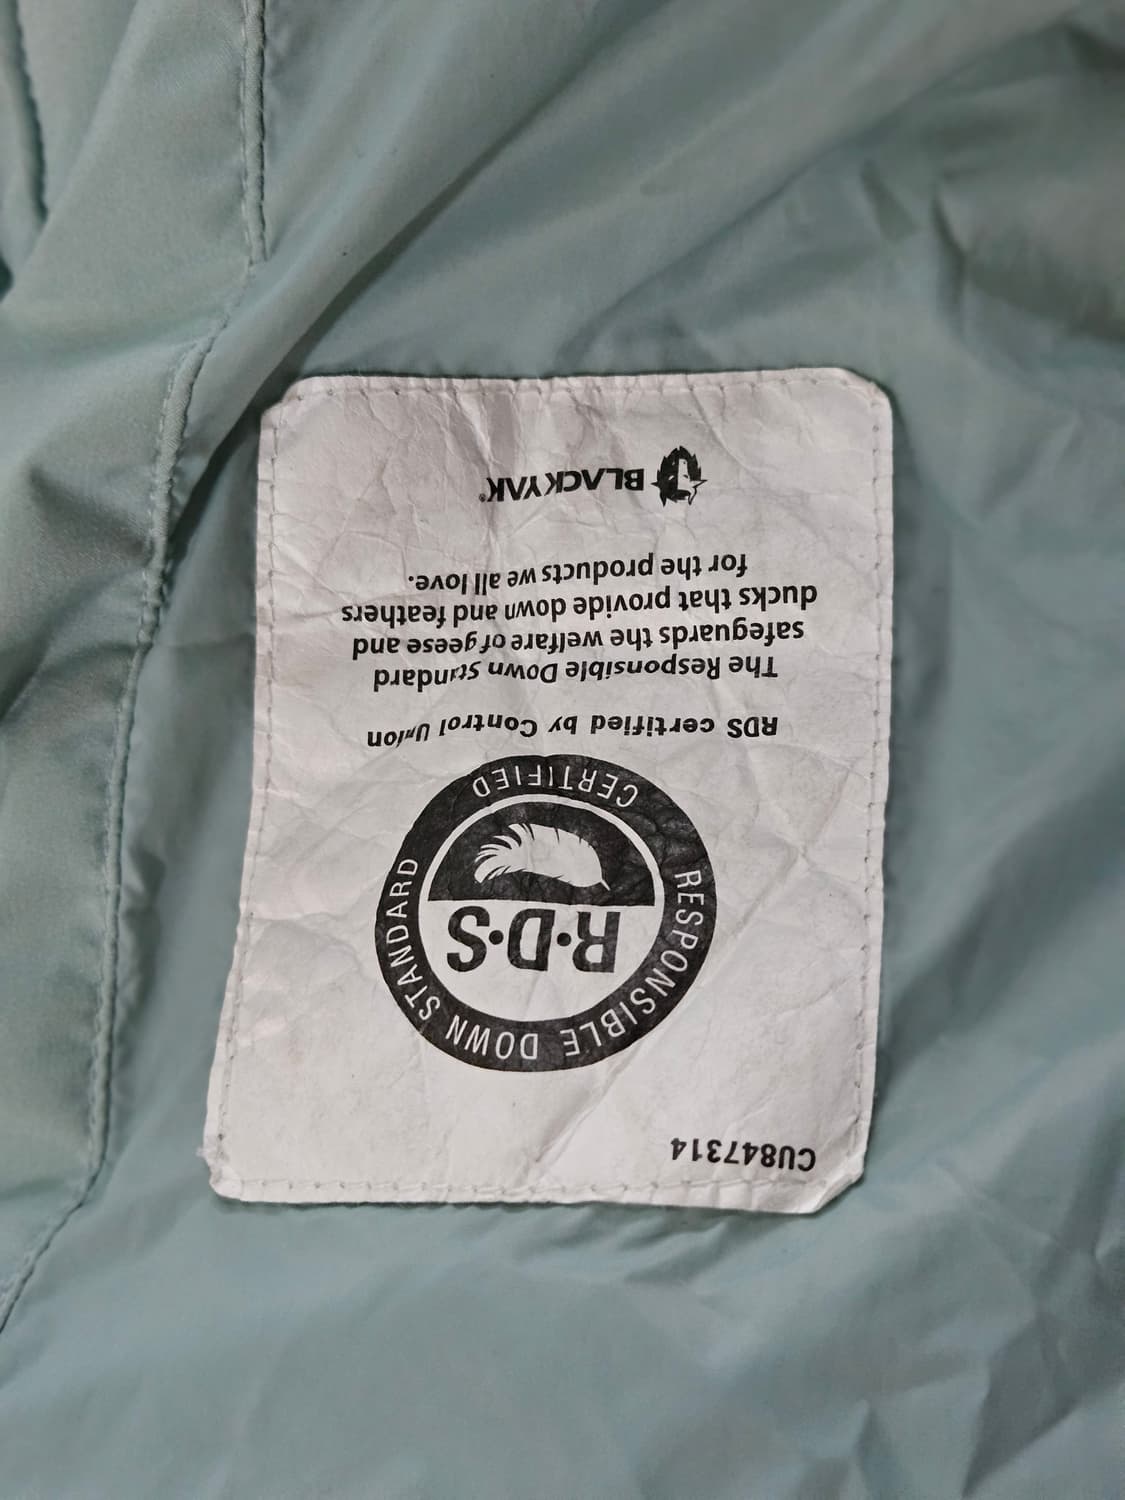 CU847314
RESPONSIBLE DOWN STANDARD
R·D·S
CERTIFIED
RDS certified by Control Union
The Responsible Down Standard
safeguards the welfare of geese and
ducks that provide down and feathers
for the products we all love.
BLACKYAK®